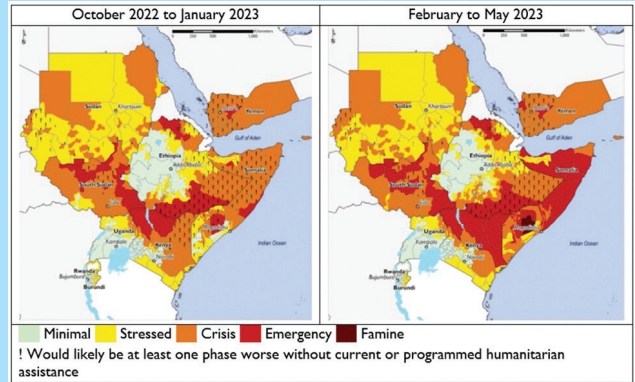 October 2022 to January 2023
February to May 2023
Sudan
Khartoum
Yemen
Gulf of Aden
Ethiopia
Addis Ababa
Somalia
South Sudan
Juba
Uganda
Kampala
Kenya
Nairobi
Mogadishu
Indian Ocean
Rwanda
Bujumbura
Burundi
Sudan
Khartoum
Yemen
Gulf of Aden
Ethiopia
Addis Ababa
Somalia
South Sudan
Juba
Uganda
Kampala
Kenya
Nairobi
Indian Ocean
Rwanda
Bujumbura
Burundi
Minimal Stressed Crisis Emergency Famine
! Would likely be at least one phase worse without current or programmed humanitarian
assistance